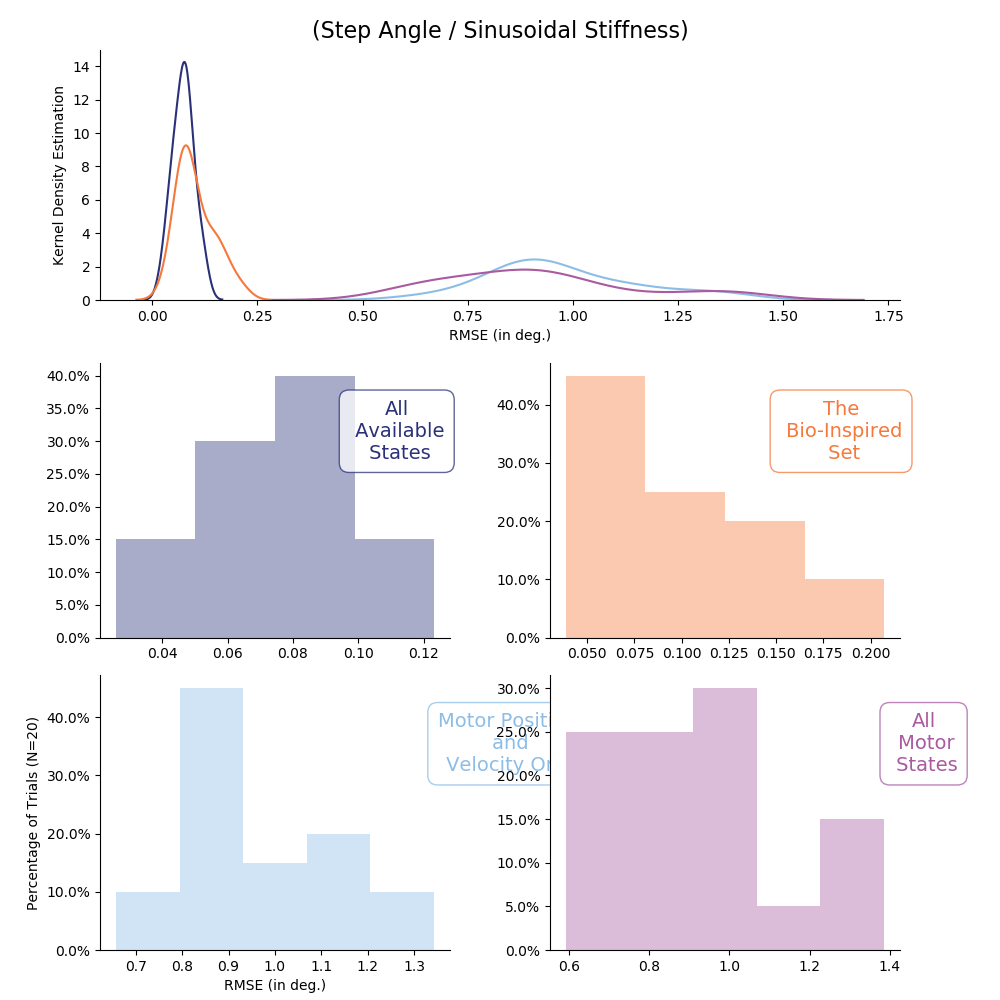 (Step Angle / Sinusoidal Stiffness)
14
12
10
8
6
4
2
0
Kernel Density Estimation
0.00 0.25 0.50 0.75 1.00 1.25 1.50 1.75
RMSE (in deg.)
40.0%
35.0%
30.0%
25.0%
20.0%
15.0%
10.0%
5.0%
0.0%
All
Available
States
0.04 0.06 0.08 0.10 0.12
40.0%
30.0%
20.0%
10.0%
0.0%
The
Bio-Inspired
Set
0.050 0.075 0.100 0.125 0.150 0.175 0.200
Percentage of Trials (N=20)
40.0%
30.0%
20.0%
10.0%
0.0%
Motor Positi
and
Velocity On
0.7 0.8 0.9 1.0 1.1 1.2 1.3
RMSE (in deg.)
30.0%
25.0%
20.0%
15.0%
10.0%
5.0%
0.0%
All
Motor
States
0.6 0.8 1.0 1.2 1.4